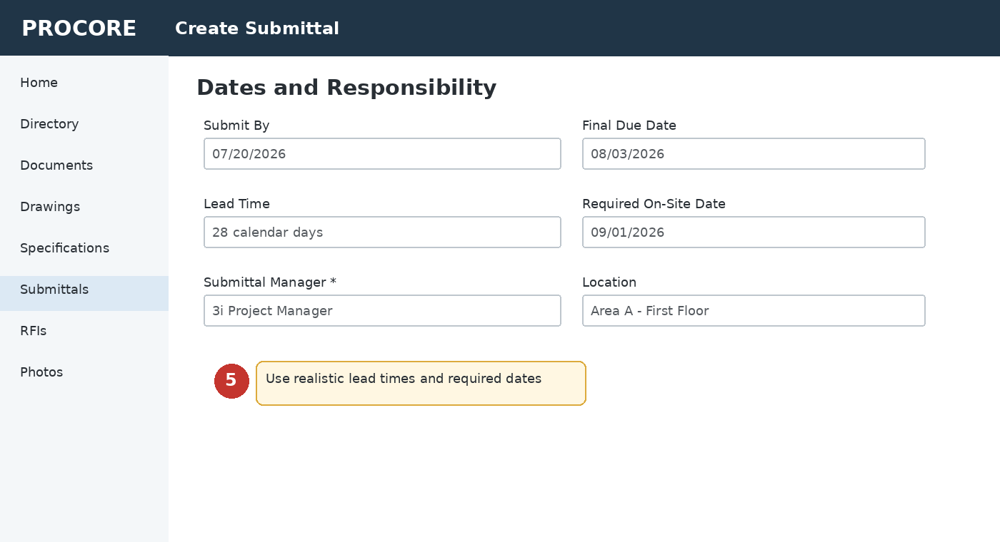 PROCORE
Create Submittal
Home
Directory
Documents
Drawings
Specifications
Submittals
RFIs
Photos
Dates and Responsibility
Submit By
07/20/2026
Final Due Date
08/03/2026
Lead Time
28 calendar days
Required On-Site Date
09/01/2026
Submittal Manager *
3i Project Manager
Location
Area A - First Floor
5
Use realistic lead times and required dates